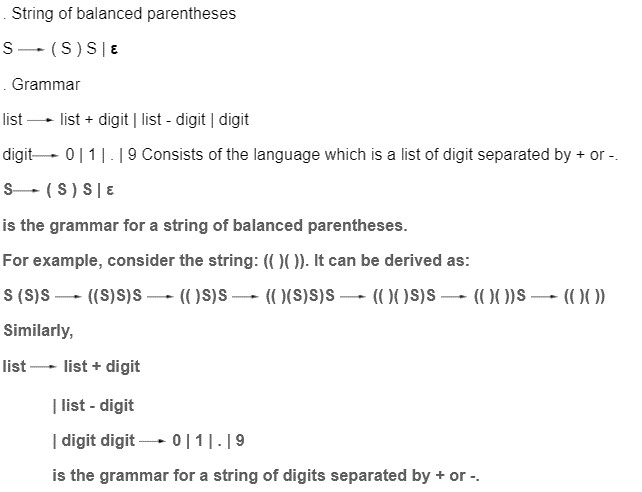 . String of balanced parentheses
S → ( S ) S | ε
. Grammar
list → list + digit | list - digit | digit
digit → 0 | 1 | . | 9 Consists of the language which is a list of digit separated by + or -.
S → ( S ) S | ε
is the grammar for a string of balanced parentheses.
For example, consider the string: (( )( )). It can be derived as:
S (S)S → ((S)S)S → (( )S)S → (( )(S)S)S → (( )( )S)S → (( )( ))S → (( )( ))
Similarly,
list → list + digit
| list - digit
| digit digit → 0 | 1 | . | 9
is the grammar for a string of digits separated by + or -.